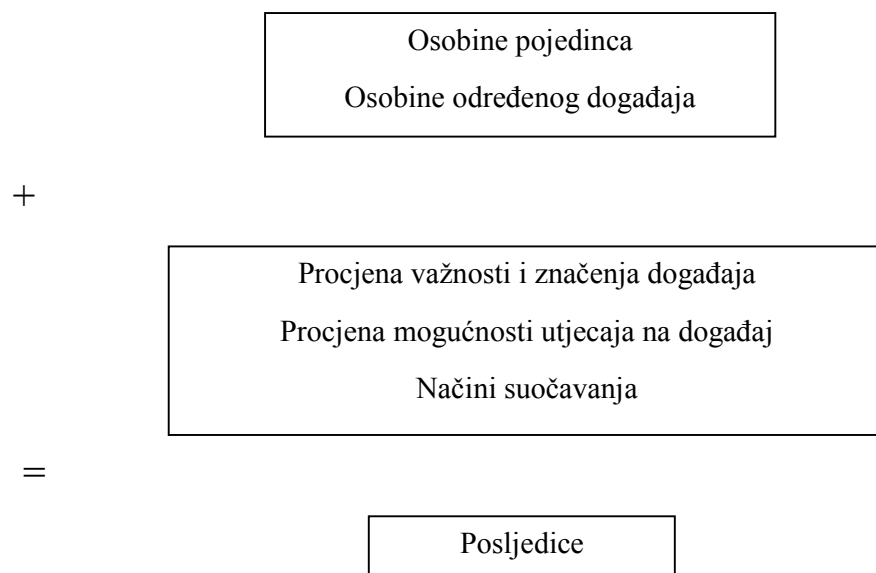 Osobine pojedinca
Osobine određenog događaja
+
Procjena važnosti i značenja događaja
Procjena mogućnosti utjecaja na događaj
Načini suočavanja
=
Posljedice